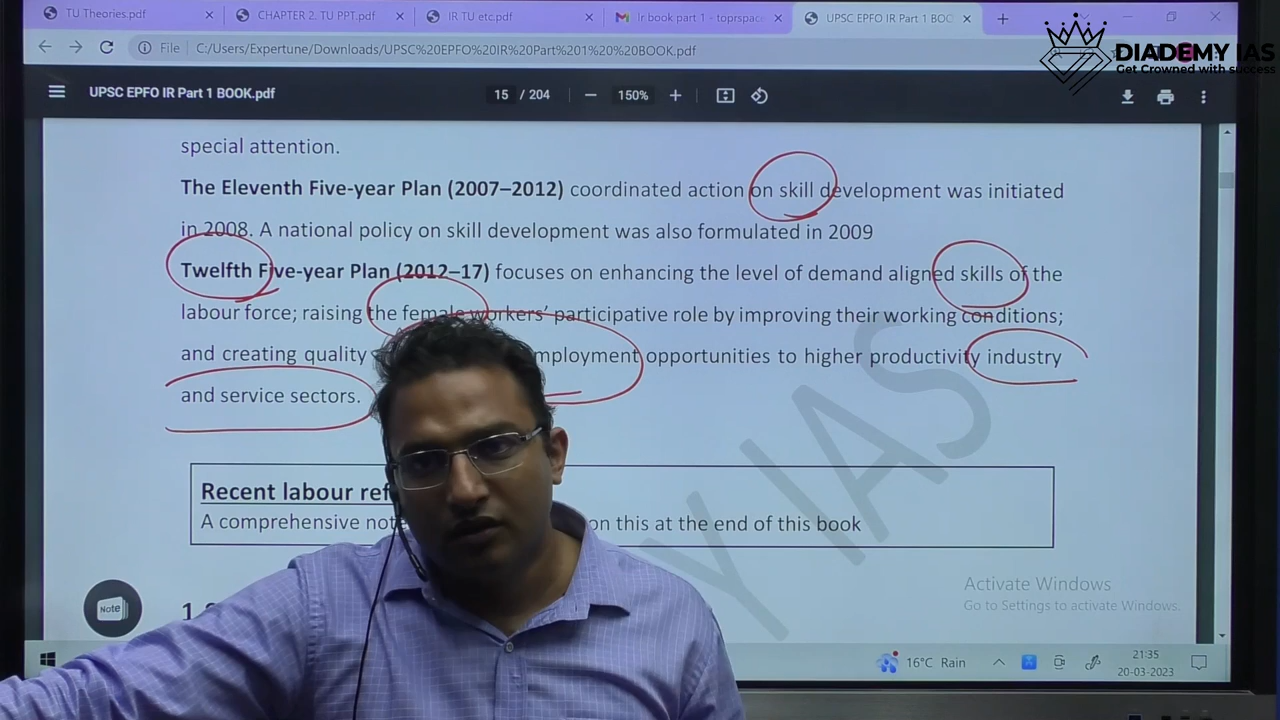 TU Theories.pdf
CHAPTER 2. TU PPT.pdf
IR TU etc.pdf
Ir book part 1 - toprspace
UPSC EPFO IR Part 1 BOO
DIADEMY IAS
Get Crowned with success
File
C:/Users/Expertune/Downloads/UPSC%20EPFO%20IR%20Part%201%20%20BOOK.pdf
UPSC EPFO IR Part 1 BOOK.pdf
15 / 204
150%
special attention.
The Eleventh Five-year Plan (2007–2012) coordinated action on skill development was initiated
in 2008. A national policy on skill development was also formulated in 2009
Twelfth Five-year Plan (2012–17) focuses on enhancing the level of demand aligned skills of the
labour force; raising the female workers' participative role by improving their working conditions;
and creating quality mployment opportunities to higher productivity industry
and service sectors.
Recent labour ref
A comprehensive note on this at the end of this book
Y IAS
Activate Windows
Go to Settings to activate Windows.
Note
16°C Rain
21:35
20-03-2023